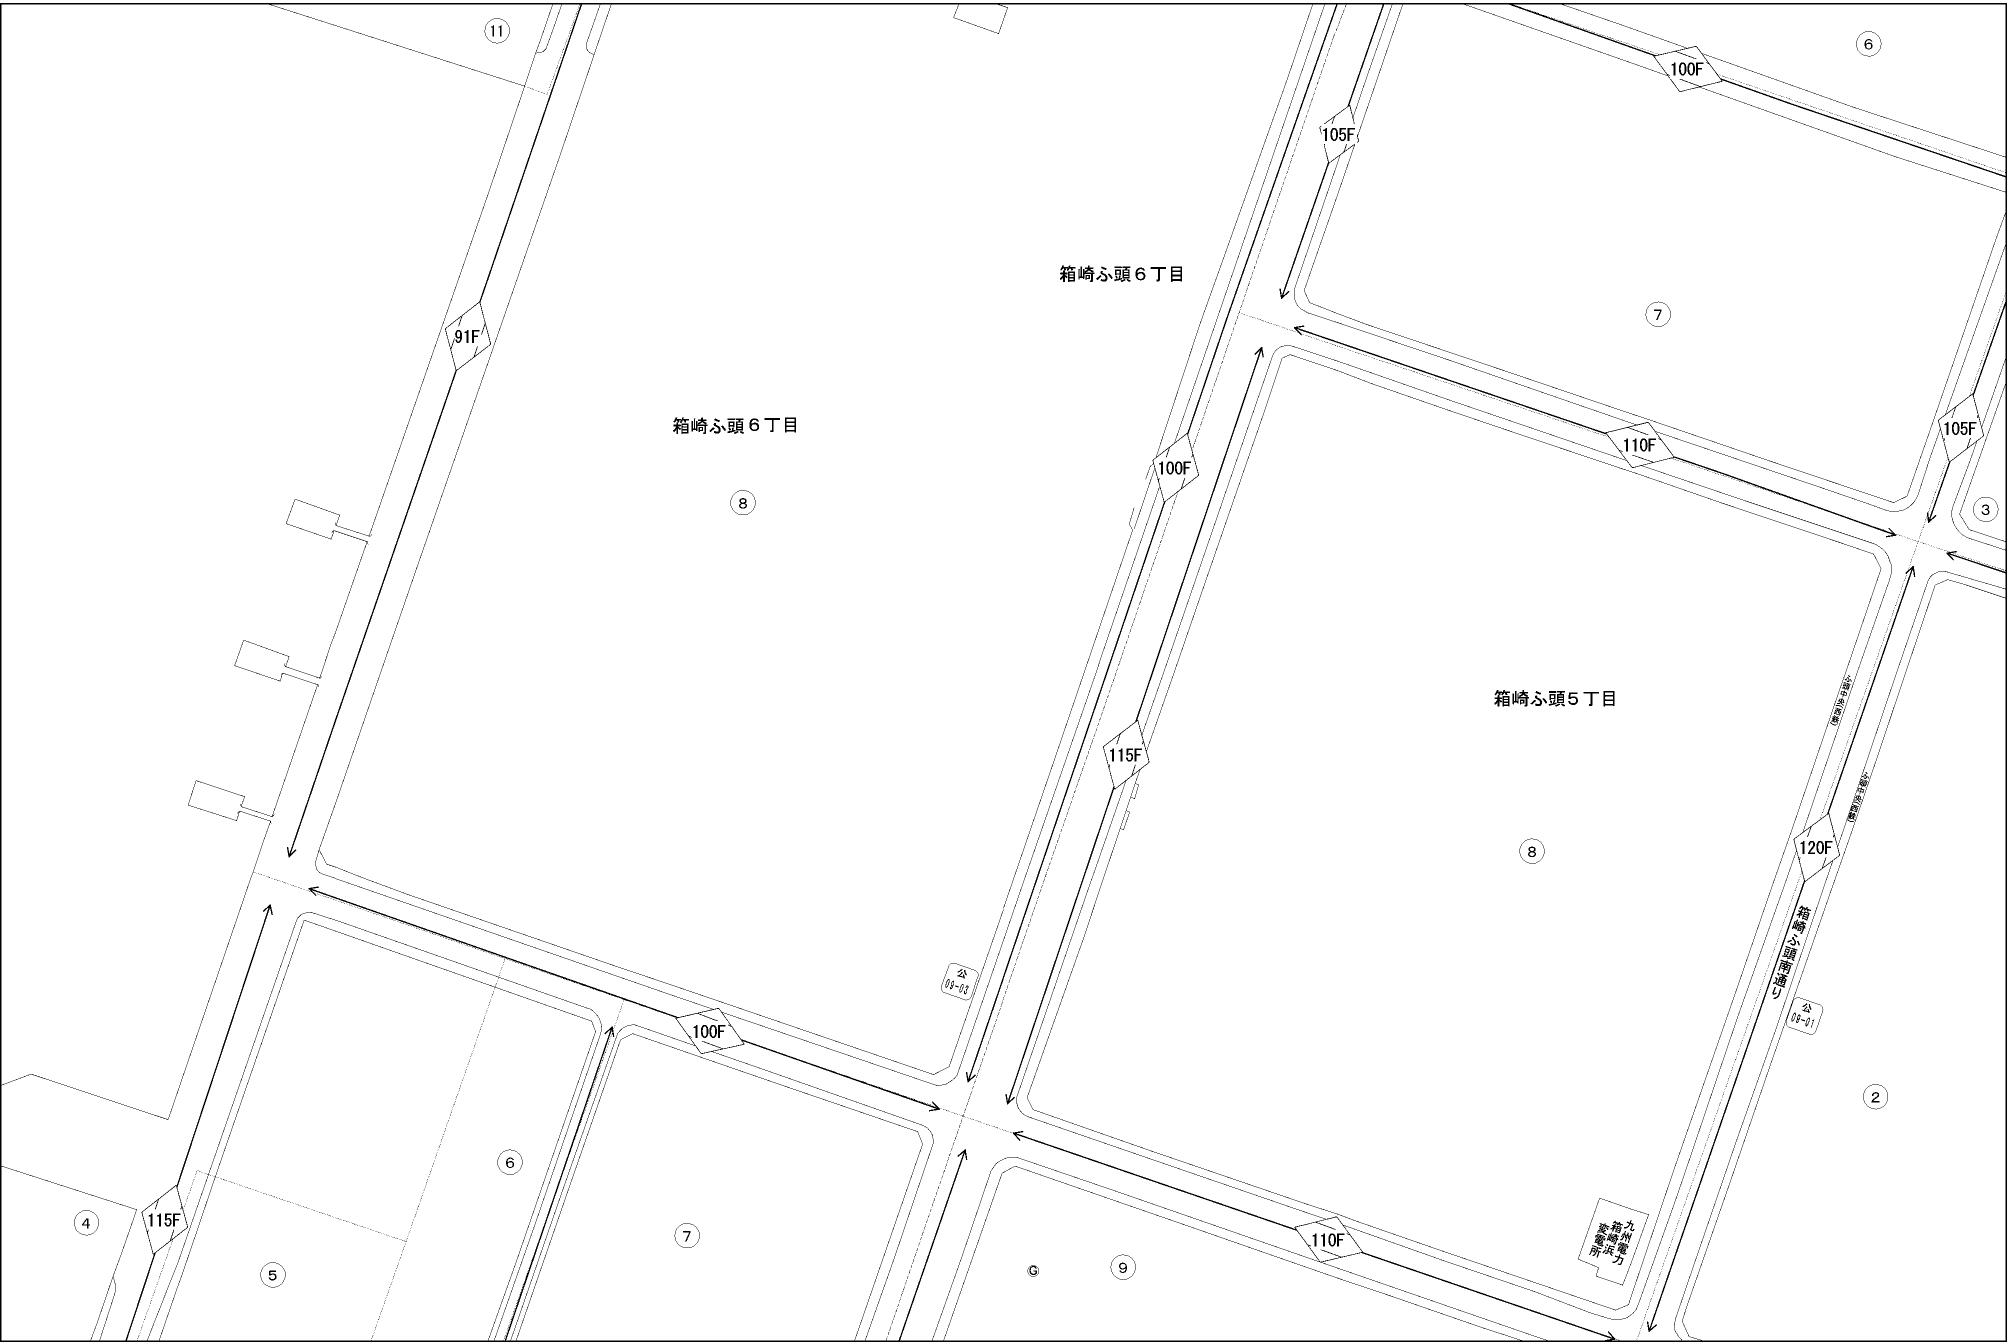 ⑪
⑥
100F
105F
箱崎ふ頭６丁目
⑦
91F
箱崎ふ頭６丁目
105F
110F
100F
⑧
③
箱崎ふ頭５丁目
115F
120F
⑧
箱崎ふ頭南通り
公
09-03
公
09-01
100F
②
⑥
115F
④
⑦
⑤
110F
九州電力
箱崎浜
変電所
G
⑨